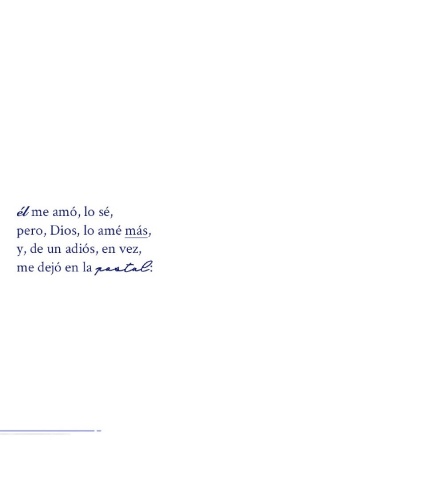 él me amó, lo sé,
pero, Dios, lo amé más,
y, de un adiós, en vez,
me dejó en la postal: